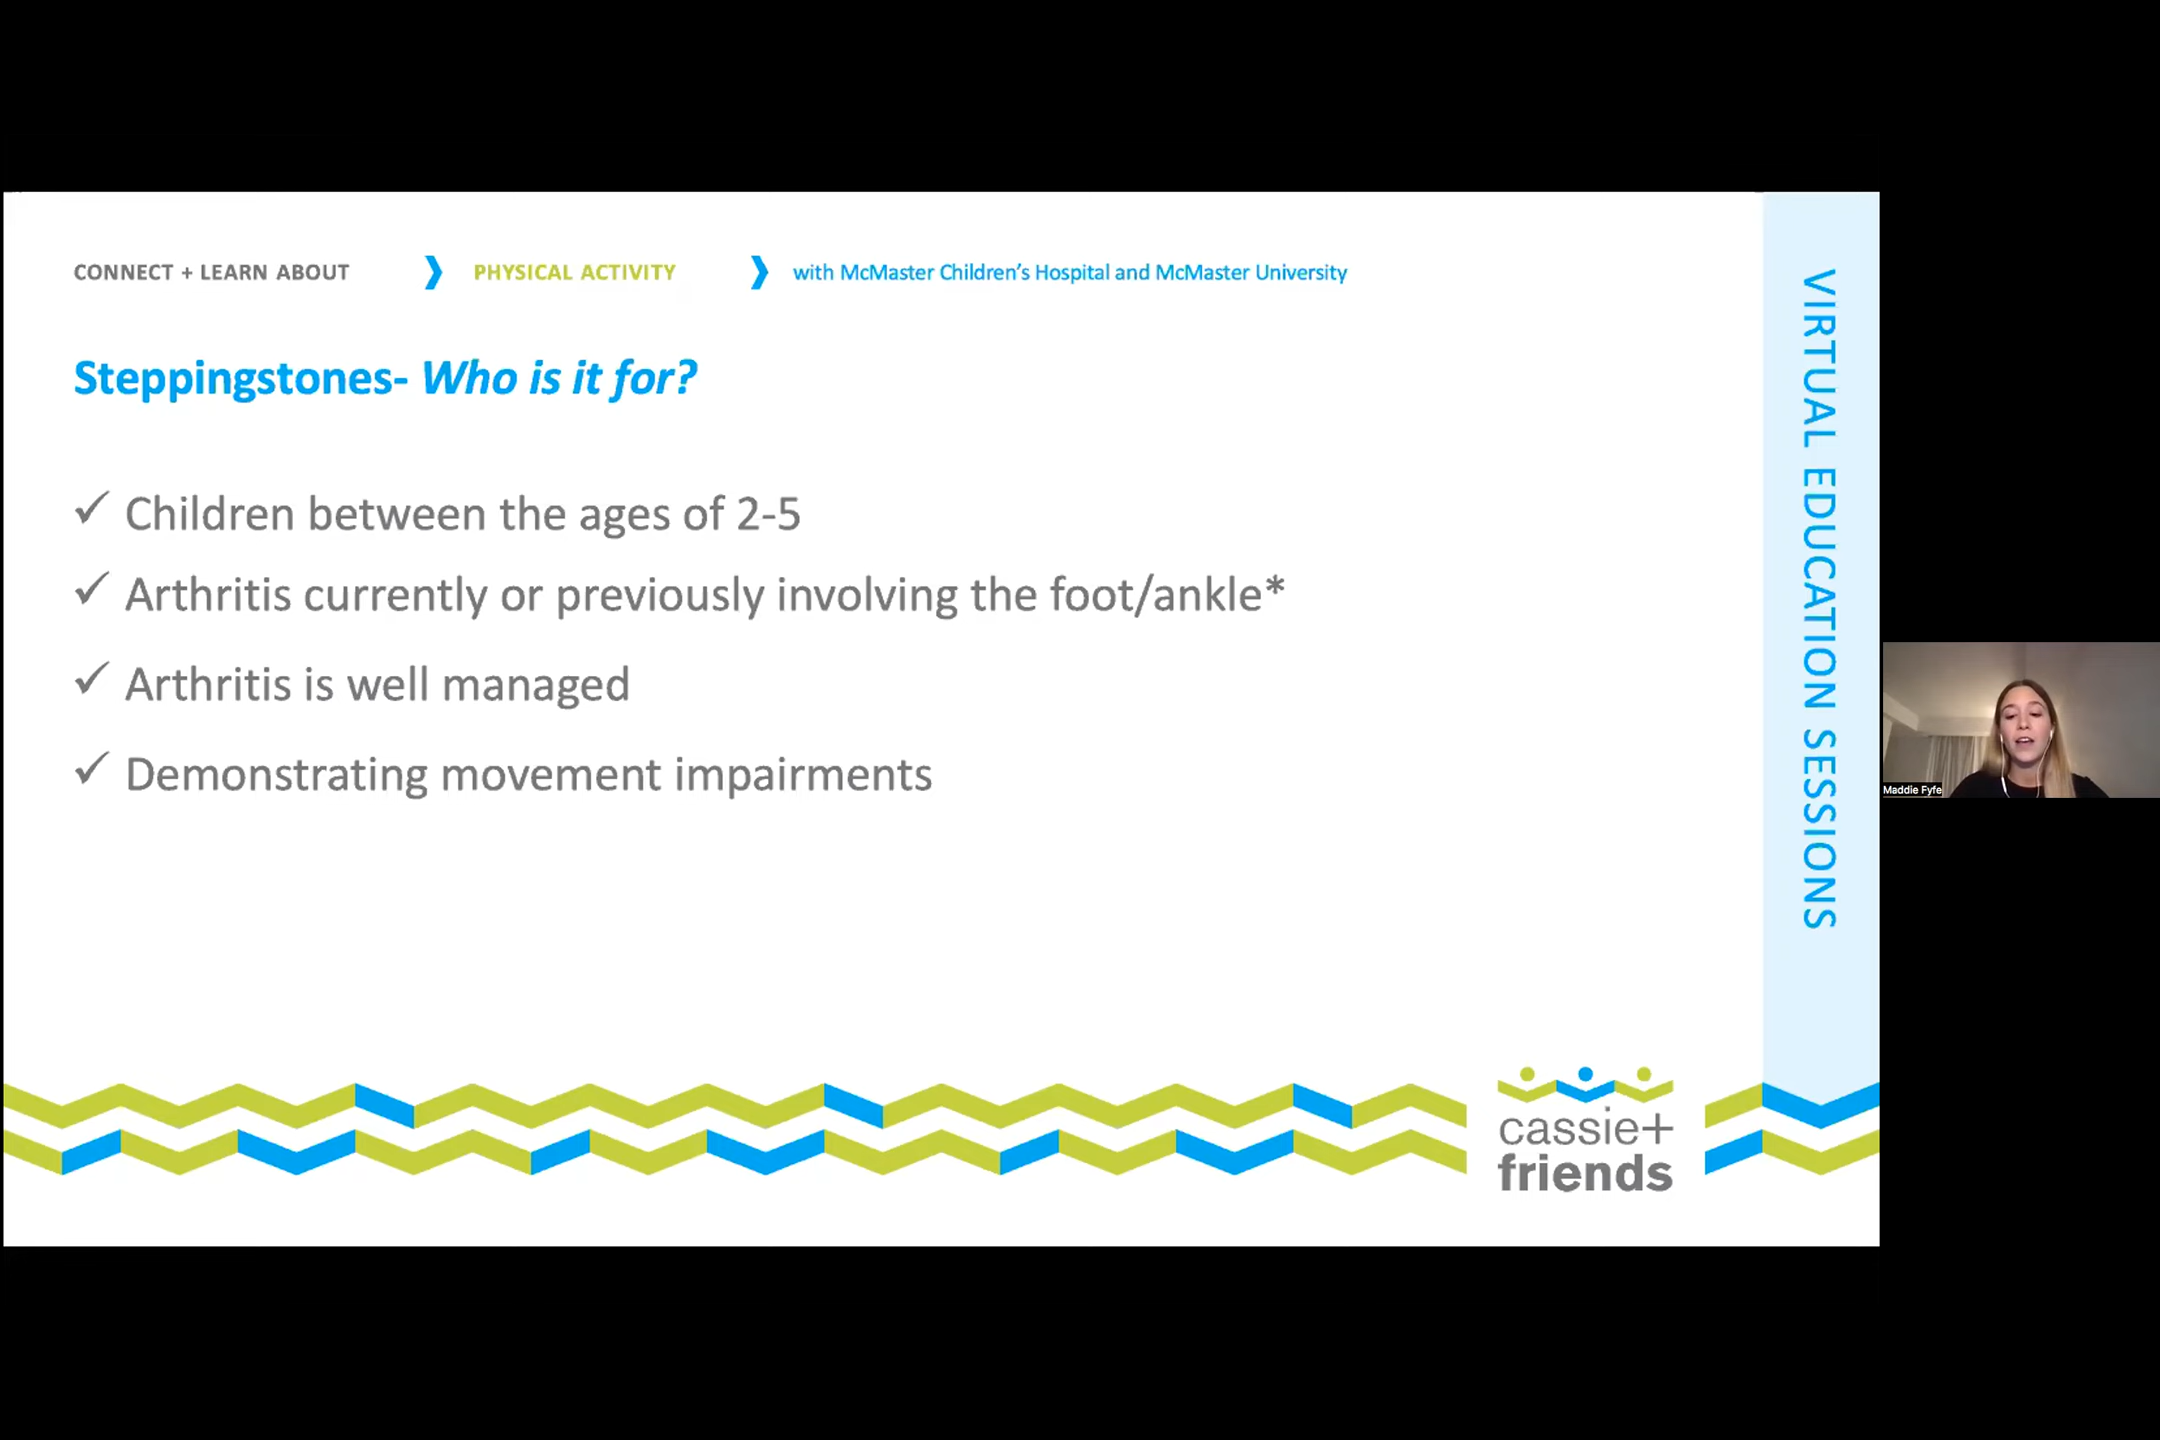 CONNECT + LEARN ABOUT ❯ PHYSICAL ACTIVITY ❯ with McMaster Children's Hospital and McMaster University
Steppingstones- Who is it for?
✓ Children between the ages of 2-5
✓ Arthritis currently or previously involving the foot/ankle*
✓ Arthritis is well managed
✓ Demonstrating movement impairments
VIRTUAL EDUCATION SESSIONS
Maddie Fyfe
cassie+
friends